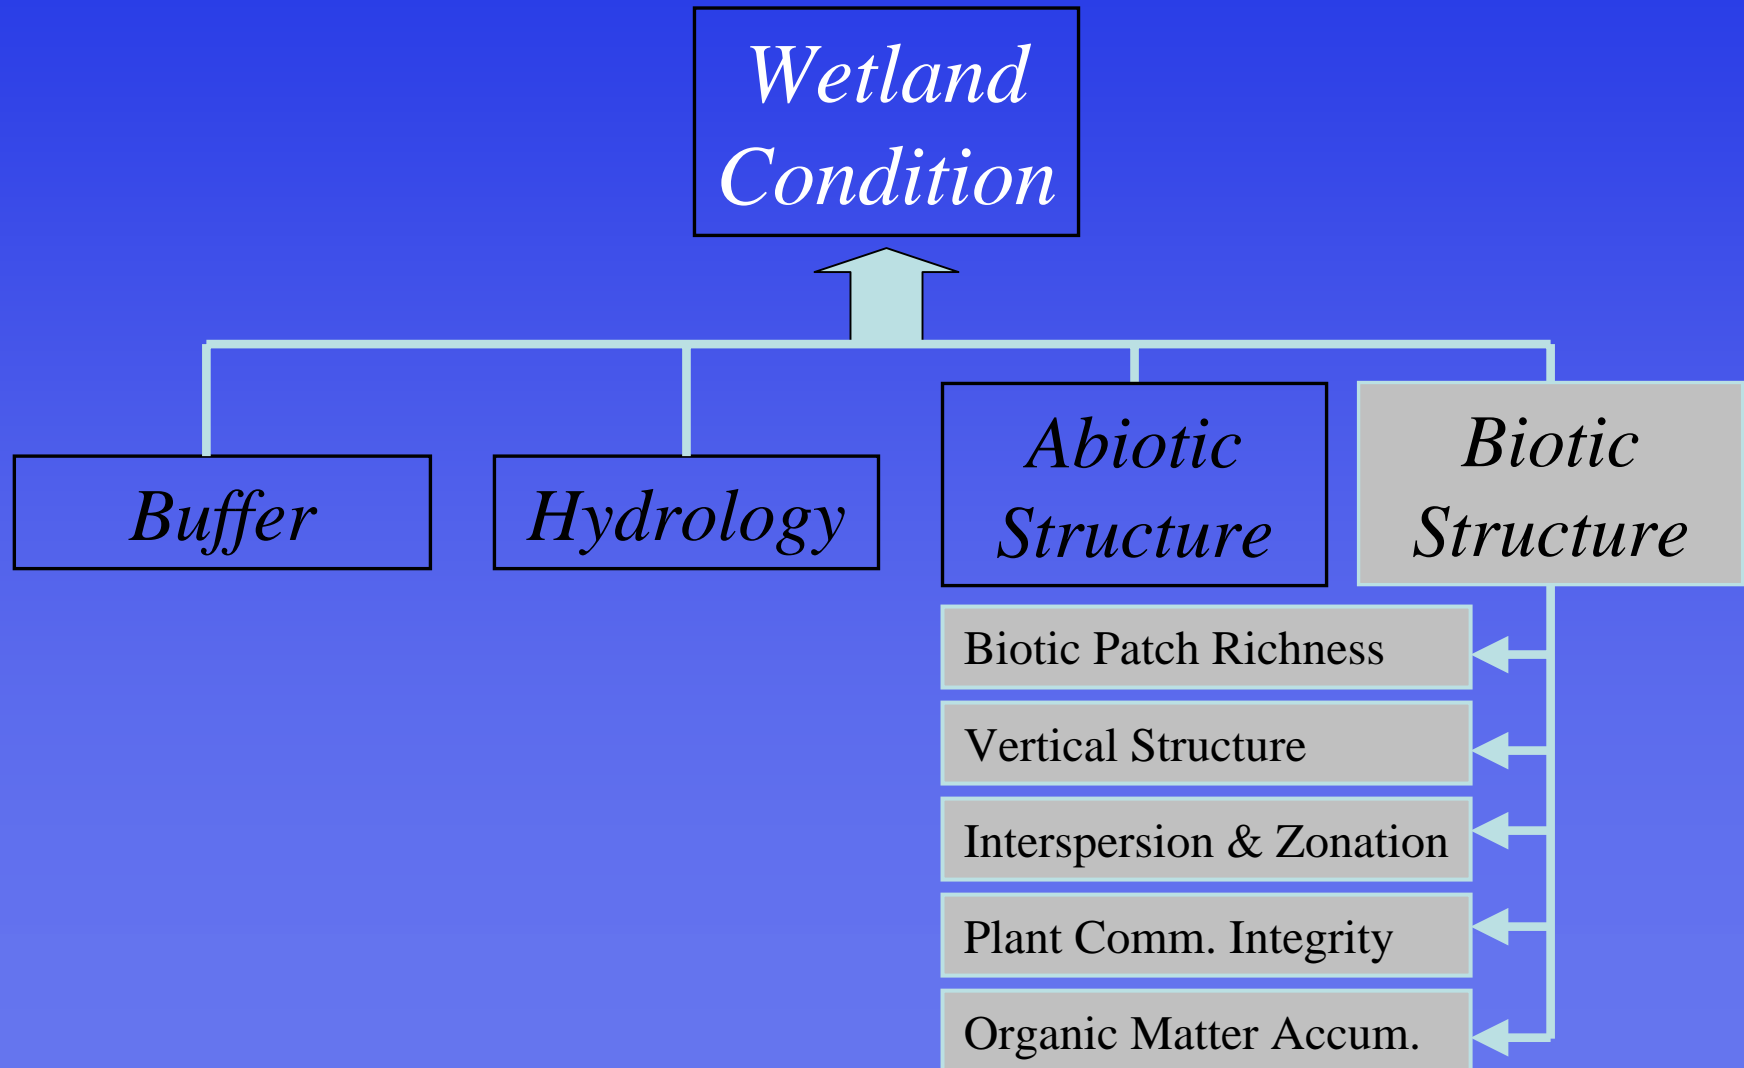 Wetland
Condition
Buffer
Hydrology
Abiotic
Structure
Biotic
Structure
Biotic Patch Richness
Vertical Structure
Interspersion & Zonation
Plant Comm. Integrity
Organic Matter Accum.